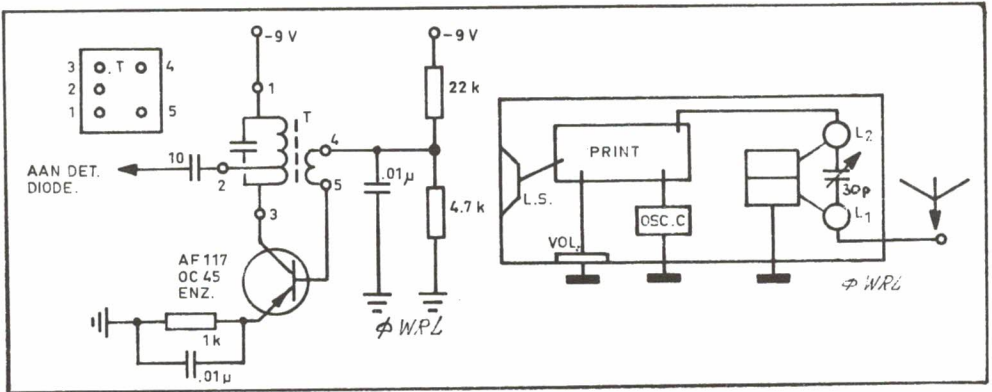 -9 V
-9 V
3 T 4
2
1 5
1
T
22 k
4
10
AAN DET.
DIODE.
2
.01µ
5
4.7 k
3
AF 117
OC 45
ENZ.
1k
.01µ
Φ W.P.L
PRINT
L2
L.S.
30p
OSC.C
L1
VOL.
Φ W.P.L